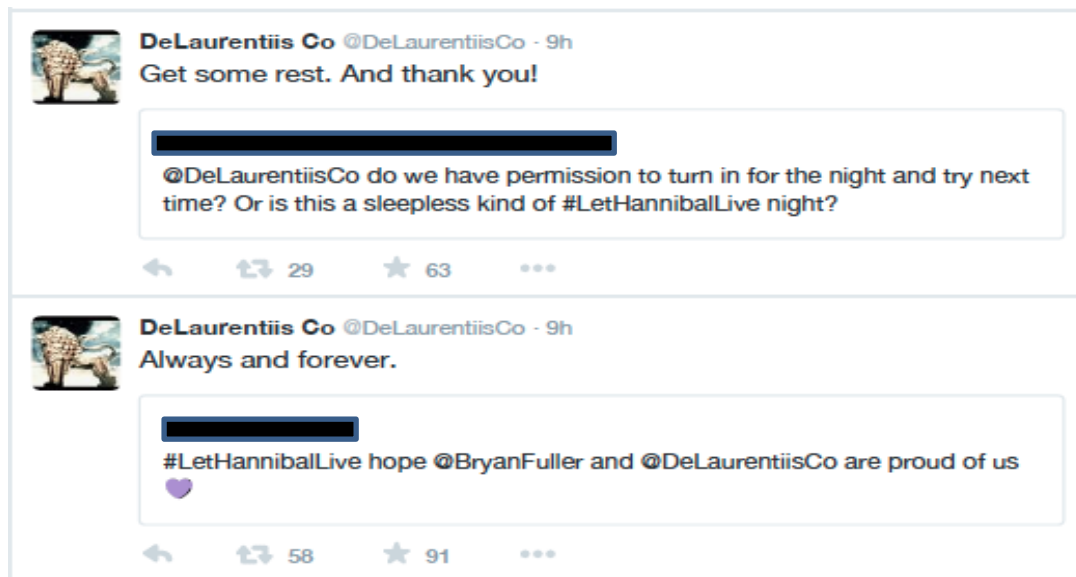 DeLaurentiis Co @DeLaurentiisCo · 9h
Get some rest. And thank you!
@DeLaurentiisCo do we have permission to turn in for the night and try next
time? Or is this a sleepless kind of #LetHannibalLive night?
29 63
DeLaurentiis Co @DeLaurentiisCo · 9h
Always and forever.
#LetHannibalLive hope @BryanFuller and @DeLaurentiisCo are proud of us
💜
58 91